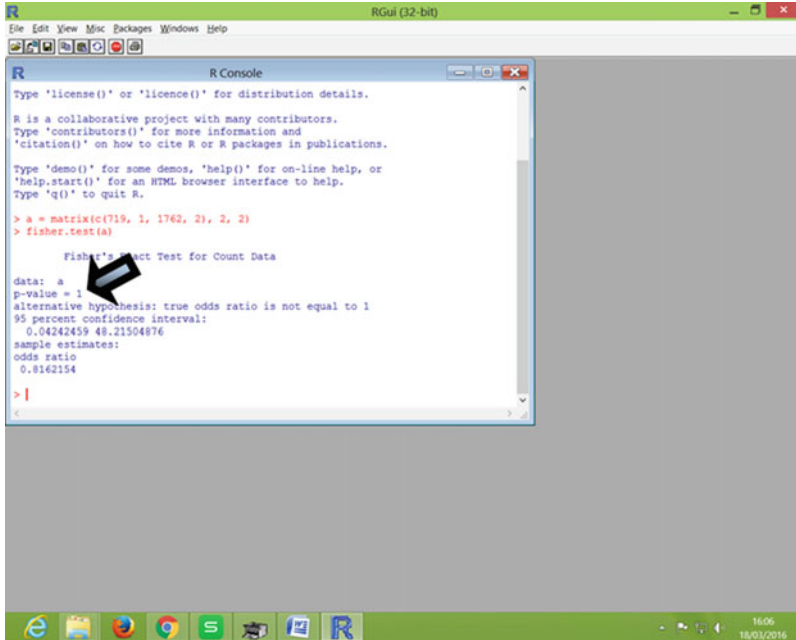 RGui (32-bit)
File Edit View Misc Packages Windows Help
R Console
Type 'license()' or 'licence()' for distribution details.
R is a collaborative project with many contributors.
Type 'contributors()' for more information and
'citation()' on how to cite R or R packages in publications.
Type 'demo()' for some demos, 'help()' for on-line help, or
'help.start()' for an HTML browser interface to help.
Type 'q()' to quit R.
> a = matrix(c(719, 1, 1762, 2), 2, 2)
> fisher.test(a)
Fisher's Exact Test for Count Data
data: a
p-value = 1
alternative hypothesis: true odds ratio is not equal to 1
95 percent confidence interval:
0.04242459 48.21504876
sample estimates:
odds ratio
0.8162154
>
16:06
18/03/2016